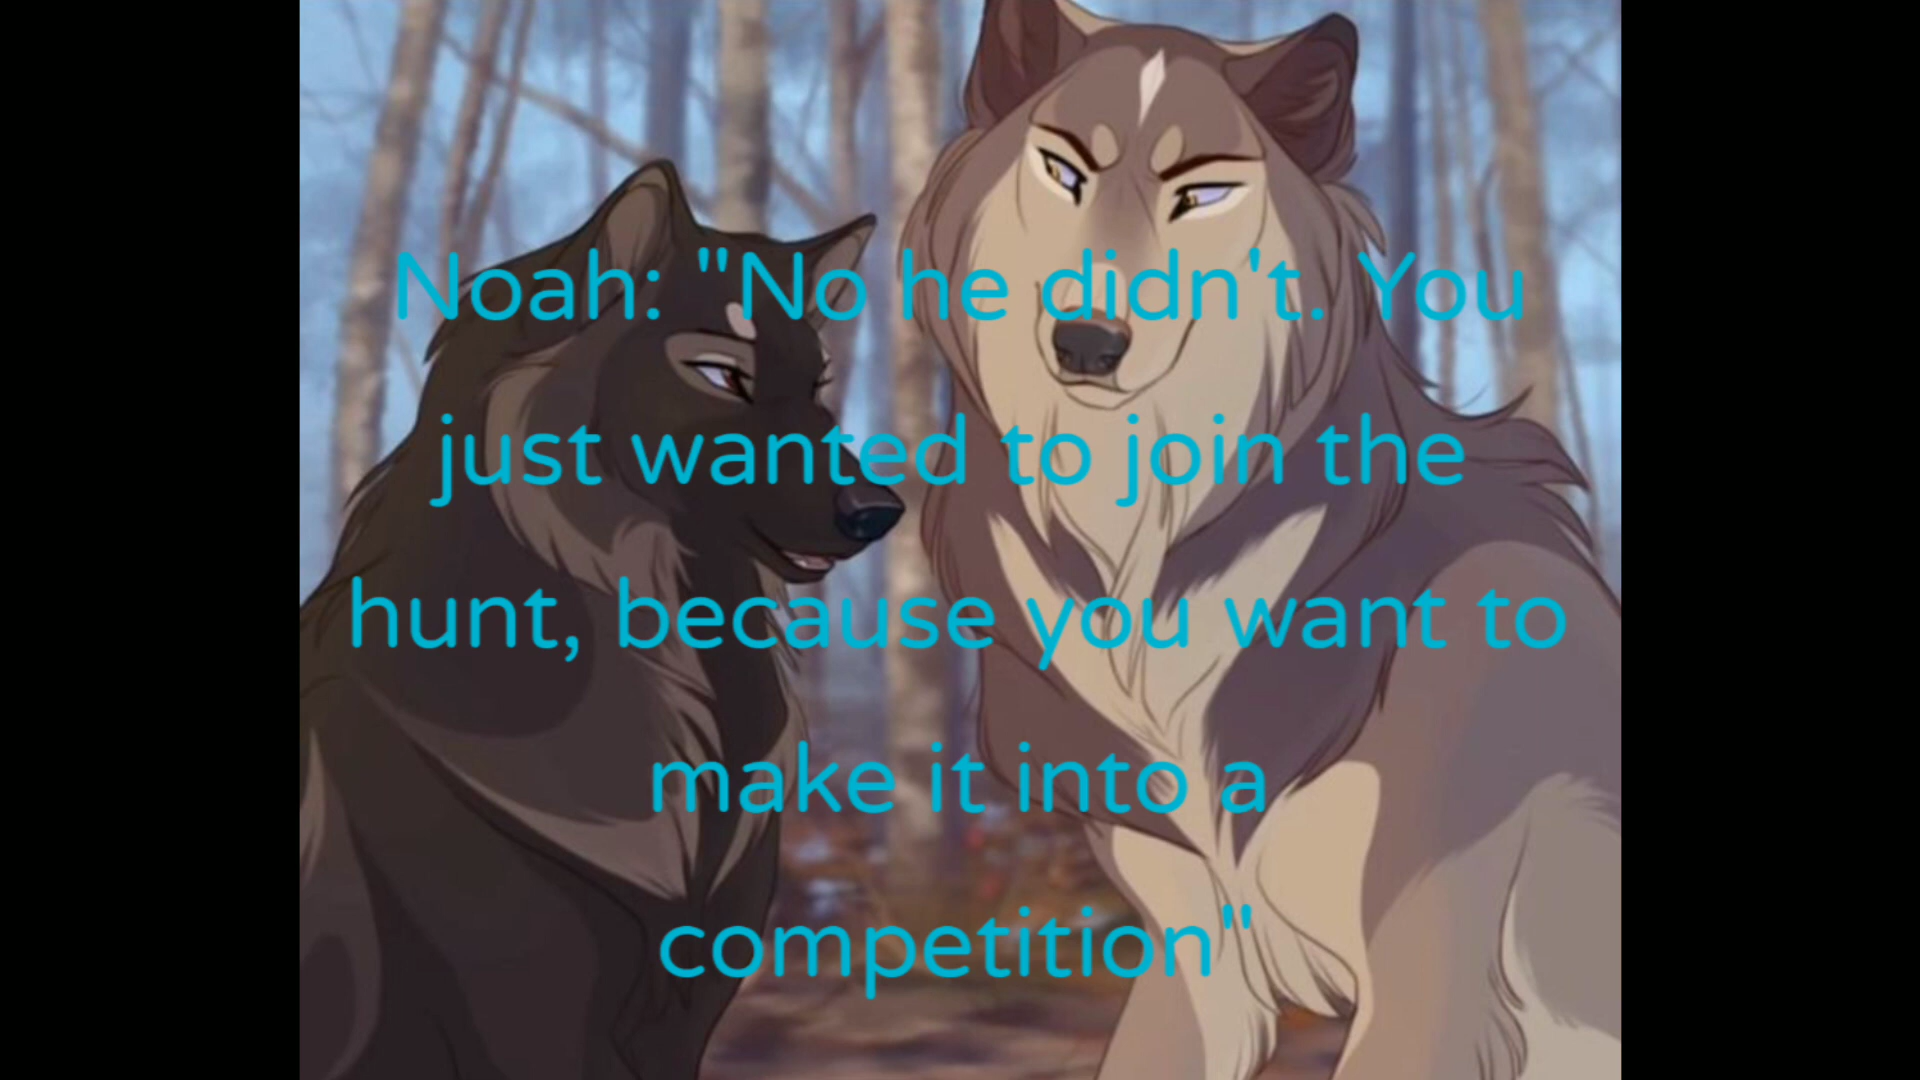 Noah: "No he didn't. You
just wanted to join the
hunt, because you want to
make it into a
competition"